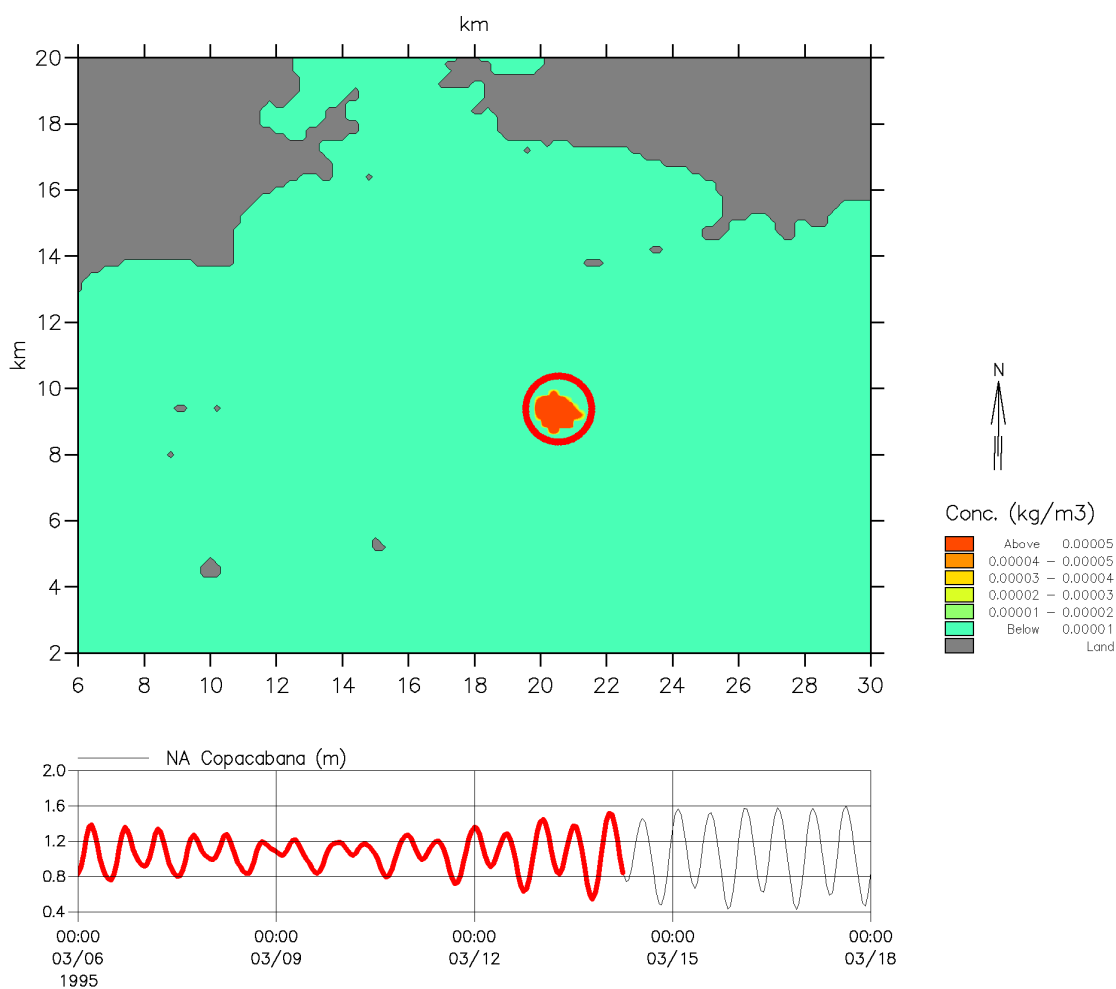 km
20
18
16
14
12
10
8
6
4
2
km
6 8 10 12 14 16 18 20 22 24 26 28 30
N
Conc. (kg/m3)
Above 0.00005
0.00004 – 0.00005
0.00003 – 0.00004
0.00002 – 0.00003
0.00001 – 0.00002
Below 0.00001
Land
NA Copacabana (m)
2.0
1.6
1.2
0.8
0.4
00:00 00:00 00:00 00:00 00:00
03/06 03/09 03/12 03/15 03/18
1995